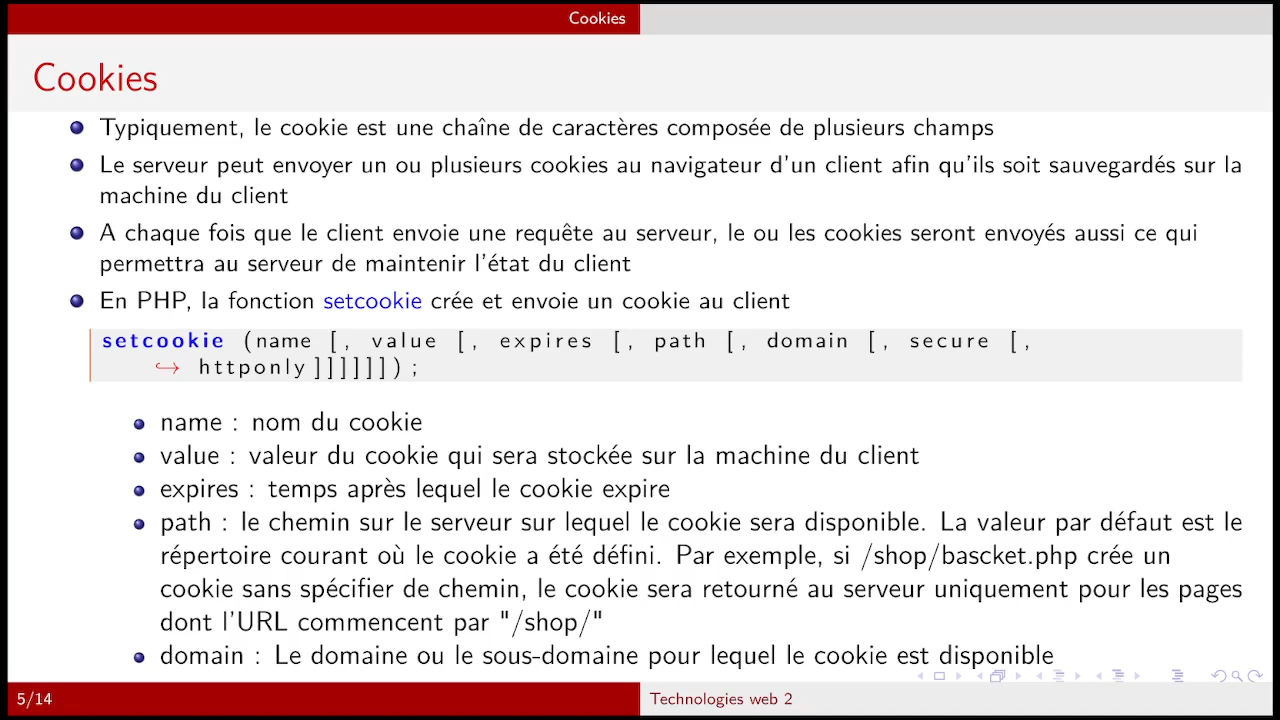 Cookies
Cookies
Typiquement, le cookie est une chaîne de caractères composée de plusieurs champs
Le serveur peut envoyer un ou plusieurs cookies au navigateur d'un client afin qu'ils soit sauvegardés sur la
machine du client
A chaque fois que le client envoie une requête au serveur, le ou les cookies seront envoyés aussi ce qui
permettra au serveur de maintenir l'état du client
En PHP, la fonction setcookie crée et envoie un cookie au client
setcookie (name [, value [, expires [, path [, domain [, secure [,
↪ httponly]]]]]]);
name : nom du cookie
value : valeur du cookie qui sera stockée sur la machine du client
expires : temps après lequel le cookie expire
path : le chemin sur le serveur sur lequel le cookie sera disponible. La valeur par défaut est le
répertoire courant où le cookie a été défini. Par exemple, si /shop/bascket.php crée un
cookie sans spécifier de chemin, le cookie sera retourné au serveur uniquement pour les pages
dont l'URL commencent par "/shop/"
domain : Le domaine ou le sous-domaine pour lequel le cookie est disponible
5/14
Technologies web 2